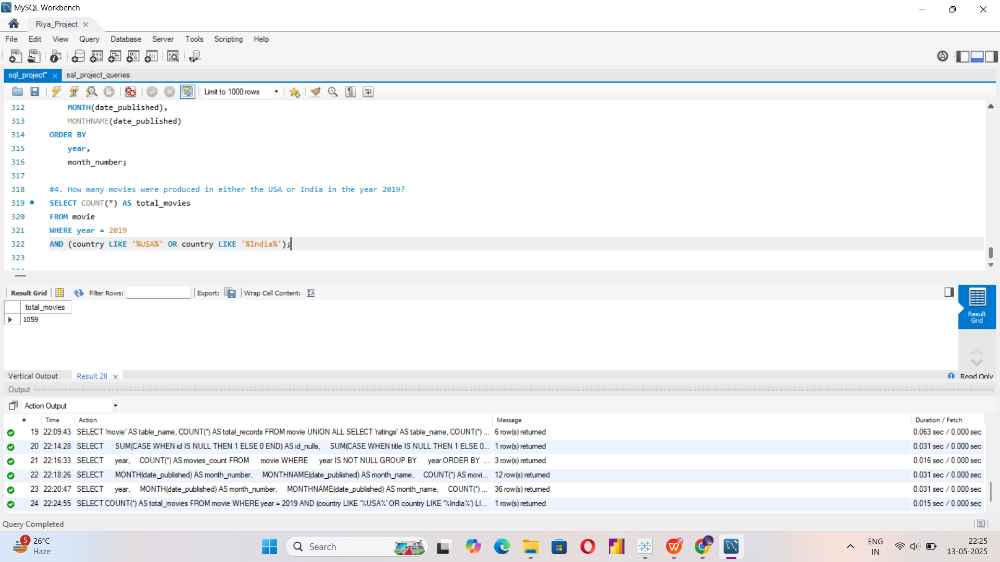 MySQL Workbench
Riya_Project
File Edit View Query Database Server Tools Scripting Help
sql_project* sal_project_queries
Limit to 1000 rows
312 MONTH(date_published),
313 MONTHNAME(date_published)
314 ORDER BY
315 year,
316 month_number;
317
318 #4. How many movies were produced in either the USA or India in the year 2019?
319 SELECT COUNT(*) AS total_movies
320 FROM movie
321 WHERE year = 2019
322 AND (country LIKE '%USA%' OR country LIKE '%India%');
323
Result Grid Filter Rows: Export: Wrap Cell Content:
total_movies
1059
Result
Grid
Vertical Output Result 20 Read Only
Output
Action Output
# Time Action Message Duration / Fetch
19 22:09:43 SELECT 'movie' AS table_name, COUNT(*) AS total_records FROM movie UNION ALL SELECT 'ratings' AS table_name, COUNT(*) ... 6 row(s) returned 0.063 sec / 0.000 sec
20 22:14:28 SELECT SUM(CASE WHEN id IS NULL THEN 1 ELSE 0 END) AS id_nulls, SUM(CASE WHEN title IS NULL THEN 1 ELSE 0... 1 row(s) returned 0.031 sec / 0.000 sec
21 22:16:33 SELECT year, COUNT(*) AS movies_count FROM movie WHERE year IS NOT NULL GROUP BY year ORDER BY ... 3 row(s) returned 0.016 sec / 0.000 sec
22 22:18:26 SELECT MONTH(date_published) AS month_number, MONTHNAME(date_published) AS month_name, COUNT(*) AS movi... 12 row(s) returned 0.031 sec / 0.000 sec
23 22:20:47 SELECT year, MONTH(date_published) AS month_number, MONTHNAME(date_published) AS month_name, COUNT(*) ... 36 row(s) returned 0.031 sec / 0.000 sec
24 22:24:55 SELECT COUNT(*) AS total_movies FROM movie WHERE year = 2019 AND (country LIKE '%USA%' OR country LIKE '%India%') LI... 1 row(s) returned 0.015 sec / 0.000 sec
Query Completed
5 26°C
Haze
Search
ENG
IN
22:25
13-05-2025